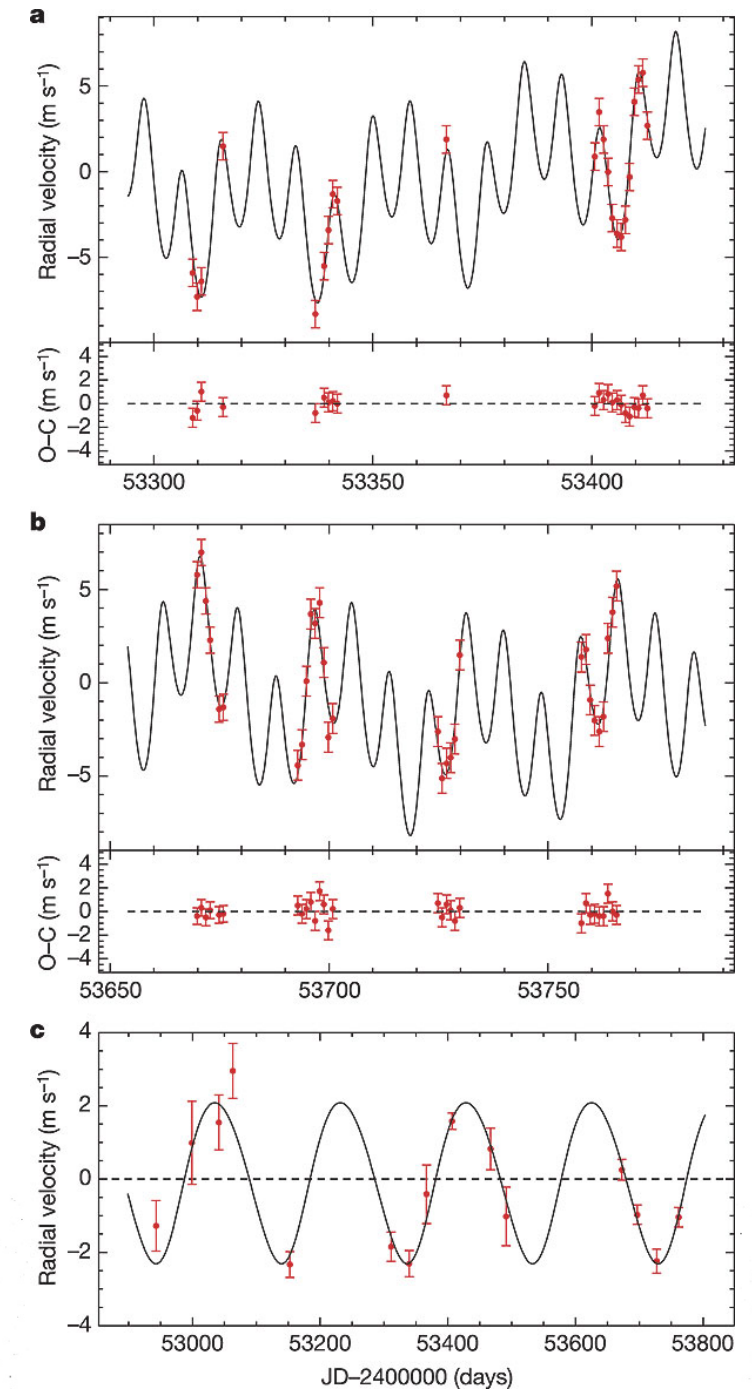 a
Radial velocity (m s⁻¹)
5
0
−5
O–C (m s⁻¹)
4
2
0
−2
−4
53300 53350 53400
b
Radial velocity (m s⁻¹)
5
0
−5
O–C (m s⁻¹)
4
2
0
−2
−4
53650 53700 53750
c
Radial velocity (m s⁻¹)
4
2
0
−2
−4
53000 53200 53400 53600 53800
JD–2400000 (days)